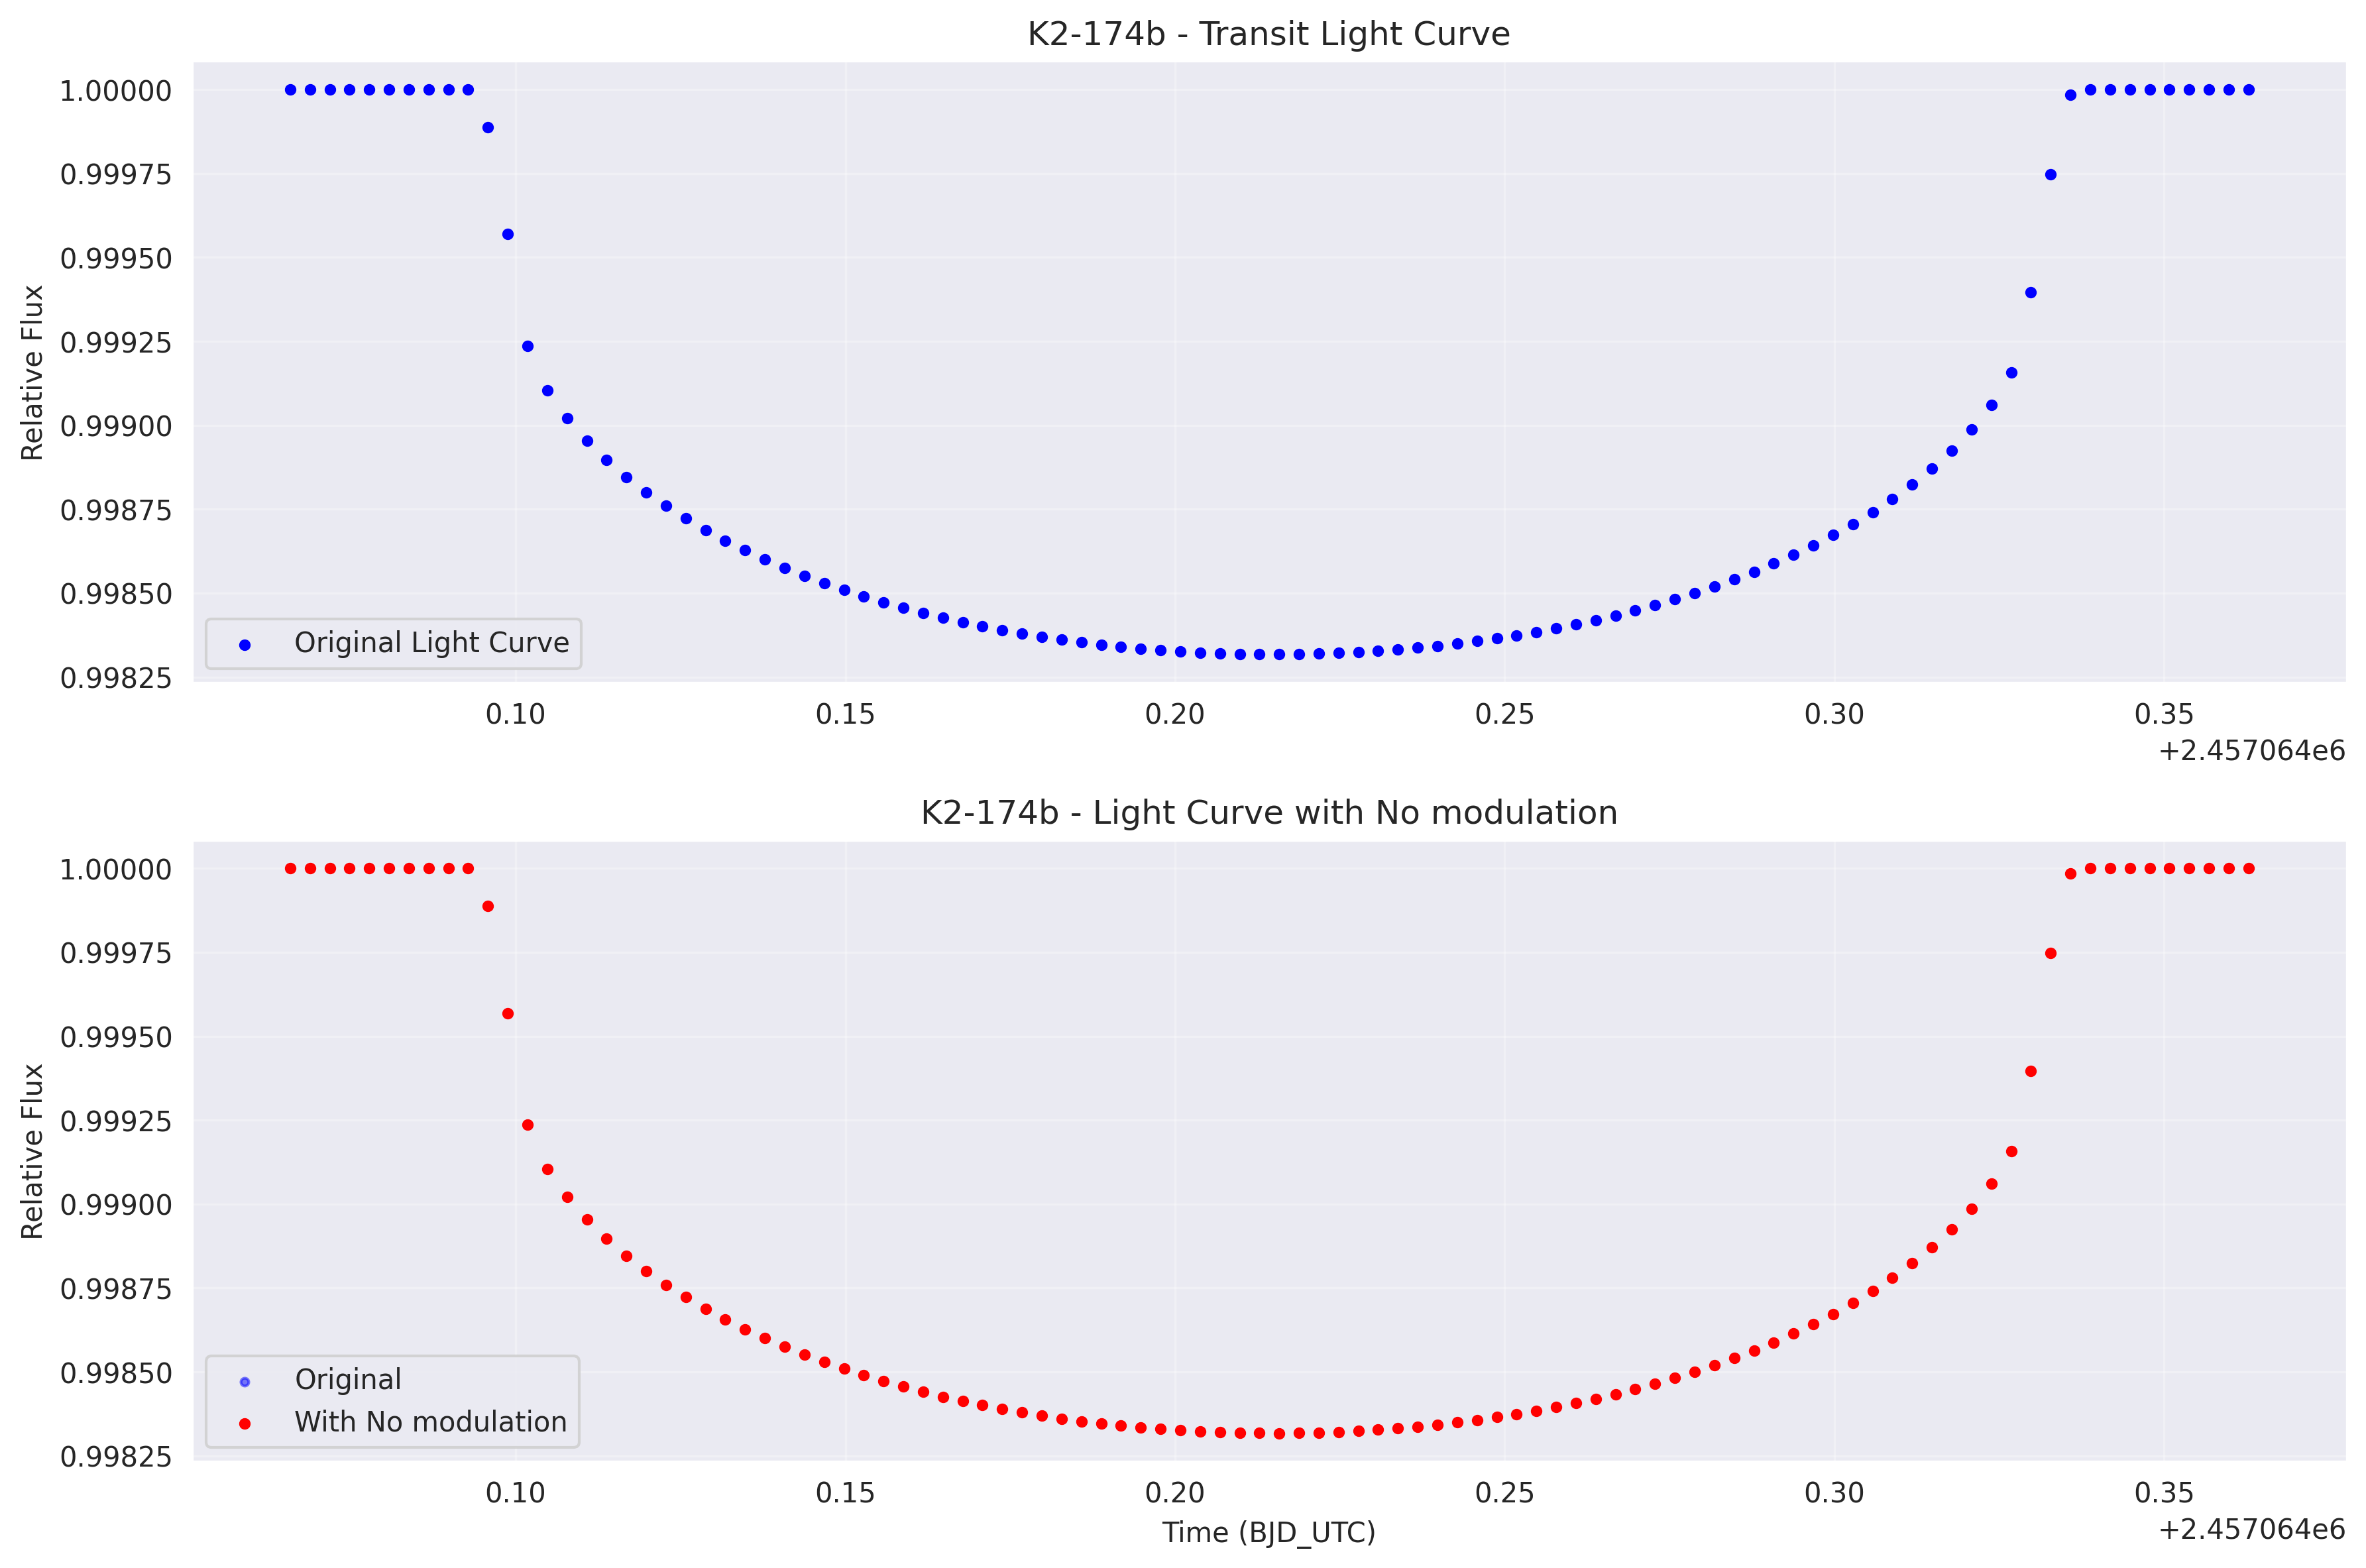 K2-174b - Transit Light Curve
1.00000
0.99975
0.99950
0.99925
0.99900
0.99875
0.99850
0.99825
Relative Flux
Original Light Curve
0.10 0.15 0.20 0.25 0.30 0.35
+2.457064e6
K2-174b - Light Curve with No modulation
1.00000
0.99975
0.99950
0.99925
0.99900
0.99875
0.99850
0.99825
Relative Flux
Original
With No modulation
0.10 0.15 0.20 0.25 0.30 0.35
Time (BJD_UTC)
+2.457064e6